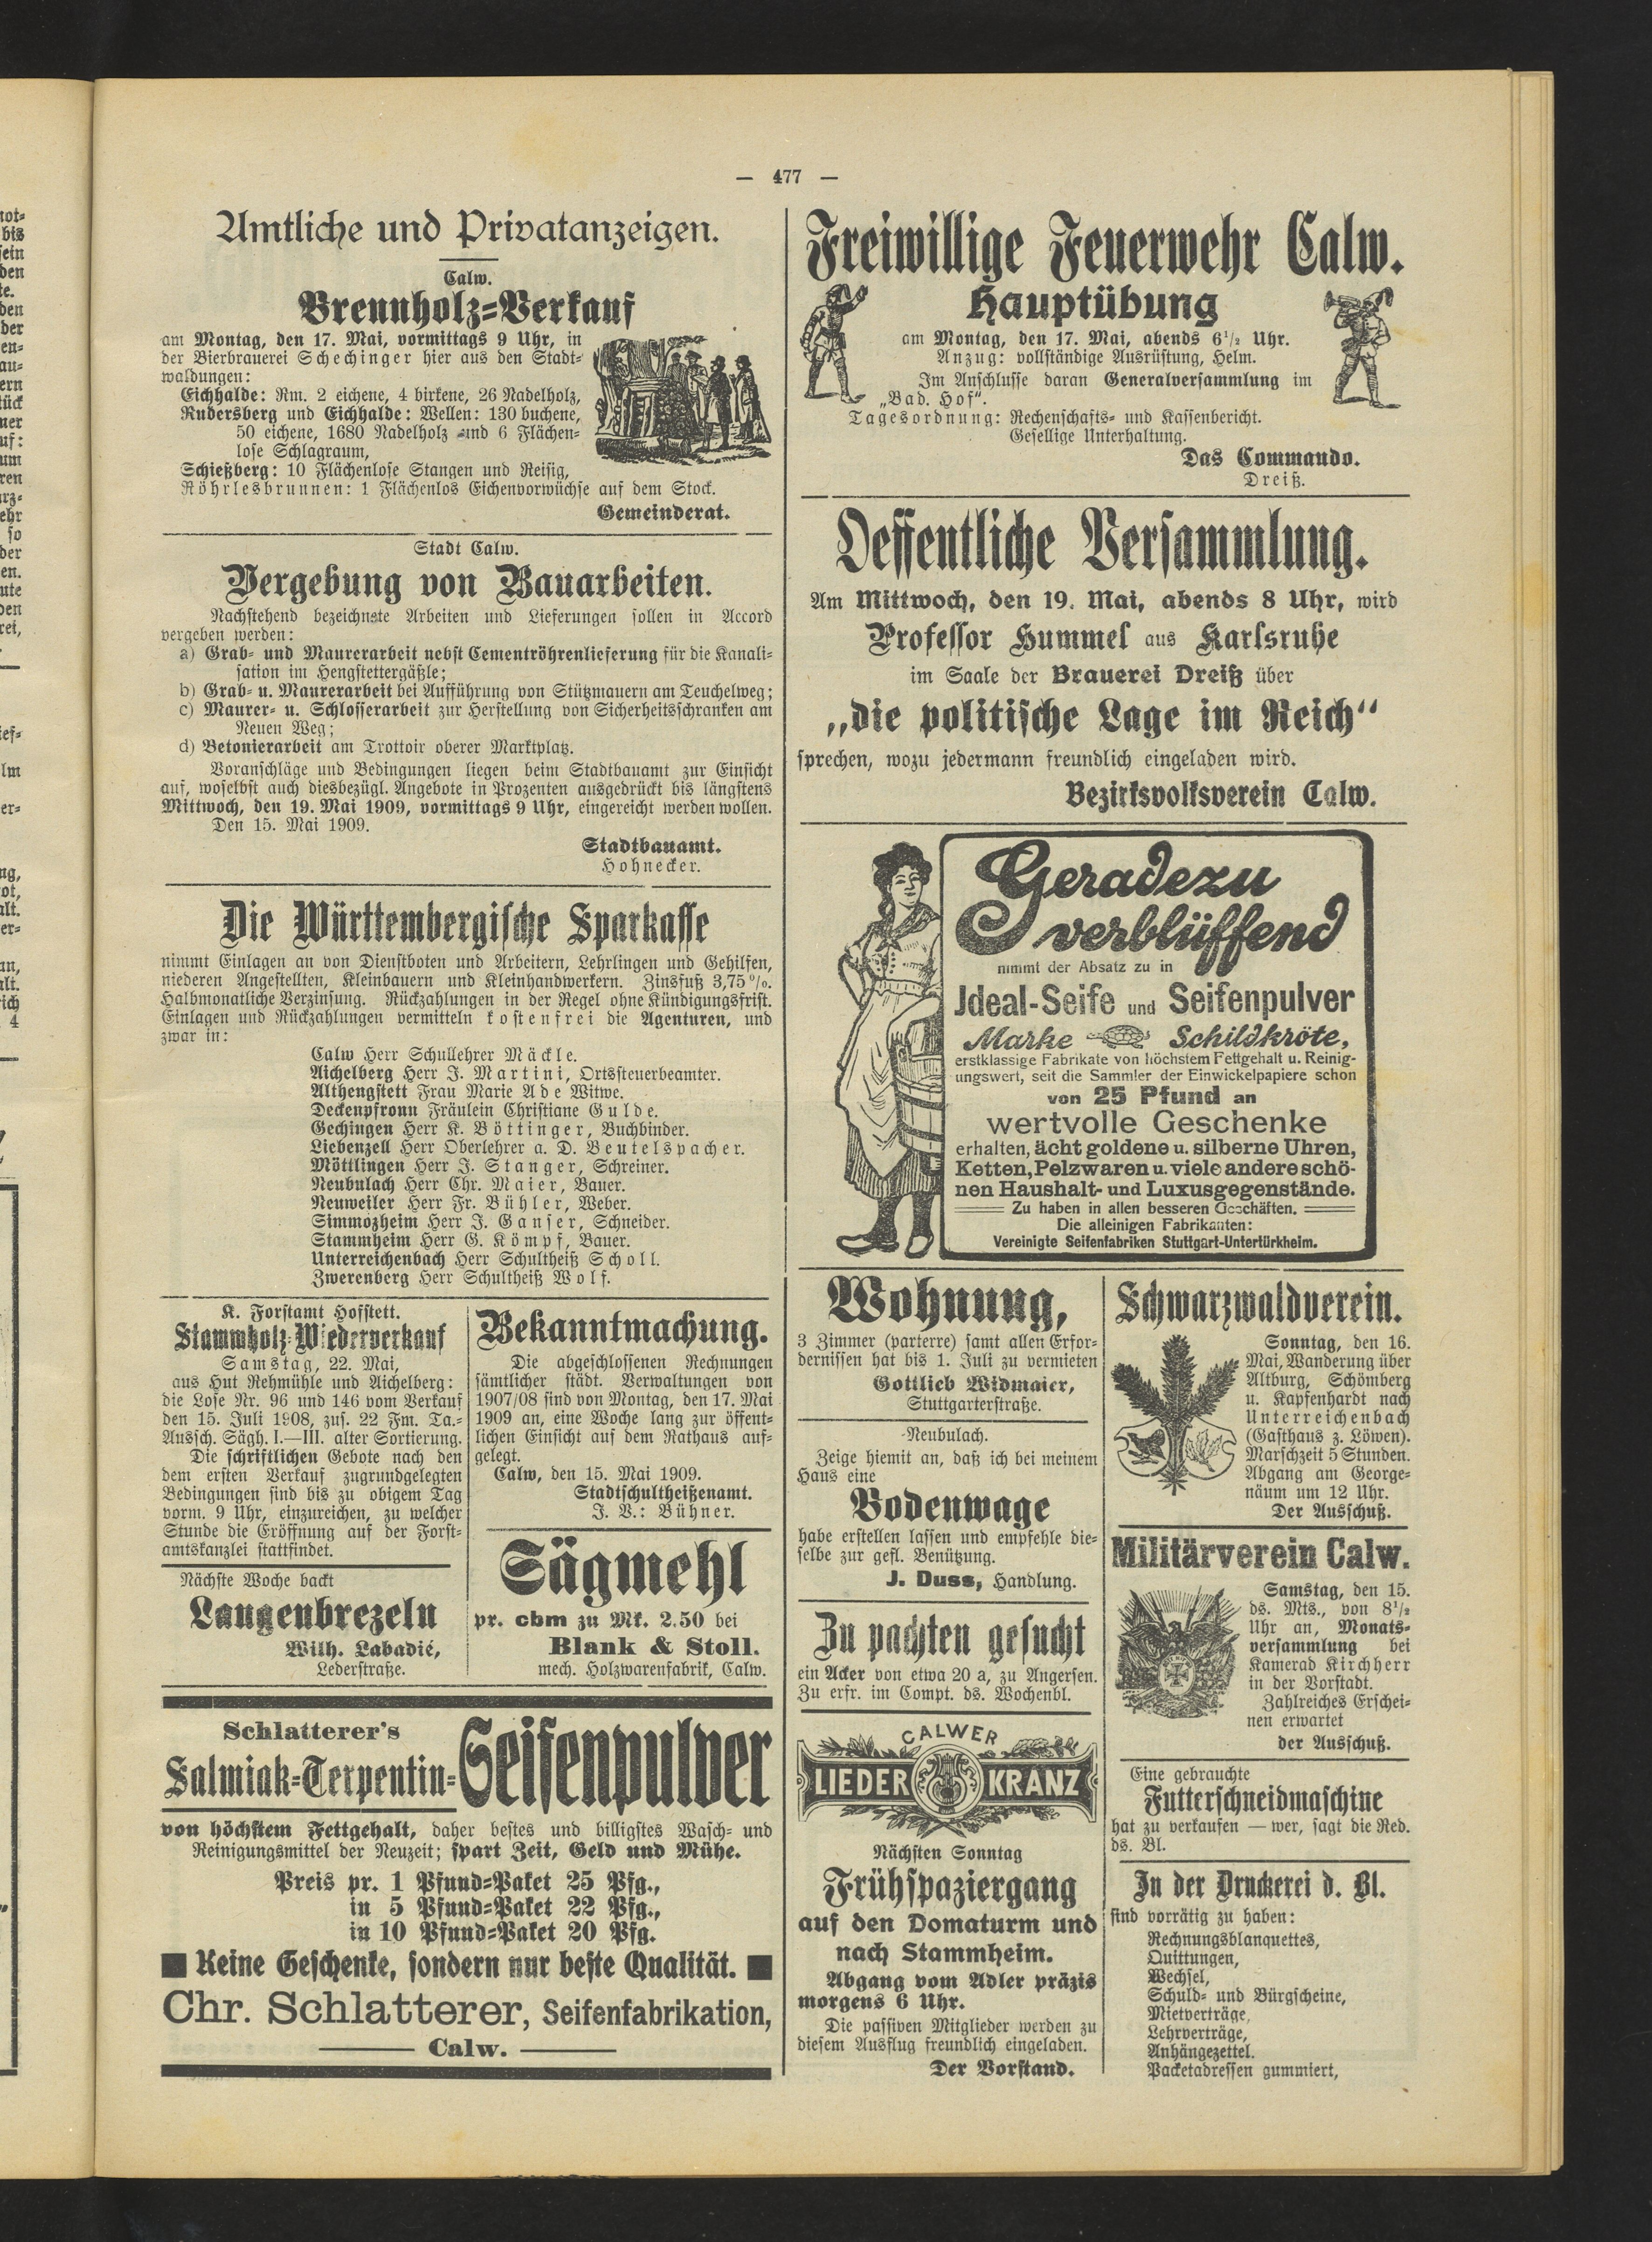 — 477 —
Amtliche und Privatanzeigen.
Calw.
Brennholz-Verkauf
am Montag, den 17. Mai, vormittags 9 Uhr, in
der Bierbrauerei Schechinger hier aus den Stadt-
waldungen:
Eichhalde: Rm. 2 eichene, 4 birkene, 26 Nadelholz,
Rudersberg und Eichhalde: Wellen: 130 buchene,
50 eichene, 1680 Nadelholz und 6 Flächen-
lose Schlagraum,
Schießberg: 10 Flächenlose Stangen und Reisig,
Röhrlesbrunnen: 1 Flächenlos Eichenvorwüchse auf dem Stock.
Gemeinderat.
Stadt Calw.
Vergebung von Bauarbeiten.
Nachstehend bezeichnete Arbeiten und Lieferungen sollen in Accord
vergeben werden:
a) Grab- und Maurerarbeit nebst Cementröhrenlieferung für die Kanali-
sation im Hengstettergäßle;
b) Grab- u. Maurerarbeit bei Aufführung von Stützmauern am Teuchelweg;
c) Maurer- u. Schlosserarbeit zur Herstellung von Sicherheitsschranken am
Neuen Weg;
d) Betonierarbeit am Trottoir oberer Marktplatz.
Voranschläge und Bedingungen liegen beim Stadtbauamt zur Einsicht
auf, woselbst auch diesbezügl. Angebote in Prozenten ausgedrückt bis längstens
Mittwoch, den 19. Mai 1909, vormittags 9 Uhr, eingereicht werden wollen.
Den 15. Mai 1909.
Stadtbauamt.
Hohnecker.
Die Württembergische Sparkasse
nimmt Einlagen an von Dienstboten und Arbeitern, Lehrlingen und Gehilfen,
niederen Angestellten, Kleinbauern und Kleinhandwerkern. Zinsfuß 3,75 %.
Halbmonatliche Verzinsung. Rückzahlungen in der Regel ohne Kündigungsfrist.
Einlagen und Rückzahlungen vermitteln kostenfrei die Agenturen, und
zwar in:
Calw Herr Schullehrer Mäckle.
Aichelberg Herr J. Martini, Ortssteuerbeamter.
Althengstett Frau Marie Ade Witwe.
Deckenpfronn Fräulein Christiane Gulde.
Gechingen Herr K. Böttinger, Buchbinder.
Liebenzell Herr Oberlehrer a. D. Beutelspacher.
Möttlingen Herr J. Stanger, Schreiner.
Neubulach Herr Chr. Maier, Bauer.
Neuweiler Herr Fr. Bühler, Weber.
Simmozheim Herr J. Ganser, Schneider.
Stammheim Herr G. Kömpf, Bauer.
Unterreichenbach Herr Schultheiß Scholl.
Zwerenberg Herr Schultheiß Wolf.
K. Forstamt Hofstett.
Stammholz-Wiederverkauf
Samstag, 22. Mai,
aus Hut Rehmühle und Aichelberg:
die Lose Nr. 96 und 146 vom Verkauf
den 15. Juli 1908, zus. 22 Fm. Ta.-
Aussch. Sägh. I.—III. alter Sortierung.
Die schriftlichen Gebote nach den
dem ersten Verkauf zugrundgelegten
Bedingungen sind bis zu obigem Tag
vorm. 9 Uhr, einzureichen, zu welcher
Stunde die Eröffnung auf der Forst-
amtskanzlei stattfindet.
Nächste Woche backt
Laugenbrezeln
Wilh. Labadié,
Lederstraße.
Bekanntmachung.
Die abgeschlossenen Rechnungen
sämtlicher städt. Verwaltungen von
1907/08 sind von Montag, den 17. Mai
1909 an, eine Woche lang zur öffent-
lichen Einsicht auf dem Rathaus auf-
gelegt.
Calw, den 15. Mai 1909.
Stadtschultheißenamt.
J. V.: Bühner.
Sägmehl
pr. cbm zu Mk. 2.50 bei
Blank & Stoll.
mech. Holzwarenfabrik, Calw.
Schlatterer's
Salmiak-Terpentin-Seifenpulver
von höchstem Fettgehalt, daher bestes und billigstes Wasch- und
Reinigungsmittel der Neuzeit; spart Zeit, Geld und Mühe.
Preis pr. 1 Pfund-Paket 25 Pfg.,
in 5 Pfund-Paket 22 Pfg.,
in 10 Pfund-Paket 20 Pfg.
Keine Geschenke, sondern nur beste Qualität.
Chr. Schlatterer, Seifenfabrikation,
Calw.
Freiwillige Feuerwehr Calw.
Hauptübung
am Montag, den 17. Mai, abends 6½ Uhr.
Anzug: vollständige Ausrüstung, Helm.
Im Anschlusse daran Generalversammlung im
„Bad. Hof“.
Tagesordnung: Rechenschafts- und Kassenbericht.
Gesellige Unterhaltung.
Das Commando.
Dreiß.
Oeffentliche Versammlung.
Am Mittwoch, den 19. Mai, abends 8 Uhr, wird
Professor Hummel aus Karlsruhe
im Saale der Brauerei Dreiß über
„die politische Lage im Reich“
sprechen, wozu jedermann freundlich eingeladen wird.
Bezirksvolksverein Calw.
Geradezu
verblüffend
nimmt der Absatz zu in
Ideal-Seife und Seifenpulver
Marke Schildkröte,
erstklassige Fabrikate von höchstem Fettgehalt u. Reinig-
ungswert, seit die Sammler der Einwickelpapiere schon
von 25 Pfund an
wertvolle Geschenke
erhalten, ächt goldene u. silberne Uhren,
Ketten, Pelzwaren u. viele andere schö-
nen Haushalt- und Luxusgegenstände.
Zu haben in allen besseren Geschäften.
Die alleinigen Fabrikanten:
Vereinigte Seifenfabriken Stuttgart-Untertürkheim.
Wohnung,
3 Zimmer (parterre) samt allen Erfor-
dernissen hat bis 1. Juli zu vermieten
Gottlieb Widmaier,
Stuttgarterstraße.
Neubulach.
Zeige hiemit an, daß ich bei meinem
Haus eine
Bodenwage
habe erstellen lassen und empfehle die-
selbe zur gefl. Benützung.
J. Duss, Handlung.
Zu pachten gesucht
ein Acker von etwa 20 a, zu Angersen.
Zu erfr. im Compt. ds. Wochenbl.
CALWER
LIEDER KRANZ
Nächsten Sonntag
Frühspaziergang
auf den Domaturm und
nach Stammheim.
Abgang vom Adler präzis
morgens 6 Uhr.
Die passiven Mitglieder werden zu
diesem Ausflug freundlich eingeladen.
Der Vorstand.
Schwarzwaldverein.
Sonntag, den 16.
Mai, Wanderung über
Altburg, Schömberg
u. Kapfenhardt nach
Unterreichenbach
(Gasthaus z. Löwen).
Marschzeit 5 Stunden.
Abgang am George-
näum um 12 Uhr.
Der Ausschuß.
Militärverein Calw.
Samstag, den 15.
ds. Mts., von 8½
Uhr an, Monats-
versammlung bei
Kamerad Kirchherr
in der Vorstadt.
Zahlreiches Erschei-
nen erwartet
der Ausschuß.
Eine gebrauchte
Futterschneidmaschine
hat zu verkaufen — wer, sagt die Red.
ds. Bl.
In der Druckerei d. Bl.
sind vorrätig zu haben:
Rechnungsblanquettes,
Quittungen,
Wechsel,
Schuld- und Bürgscheine,
Mietverträge,
Lehrverträge,
Anhängezettel.
Packetadressen gummiert,